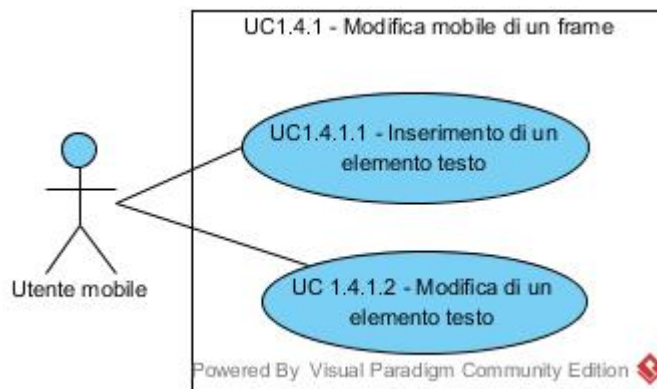 UC1.4.1 - Modifica mobile di un frame
UC1.4.1.1 - Inserimento di un
elemento testo
Utente mobile
UC 1.4.1.2 - Modifica di un
elemento testo
Powered By Visual Paradigm Community Edition